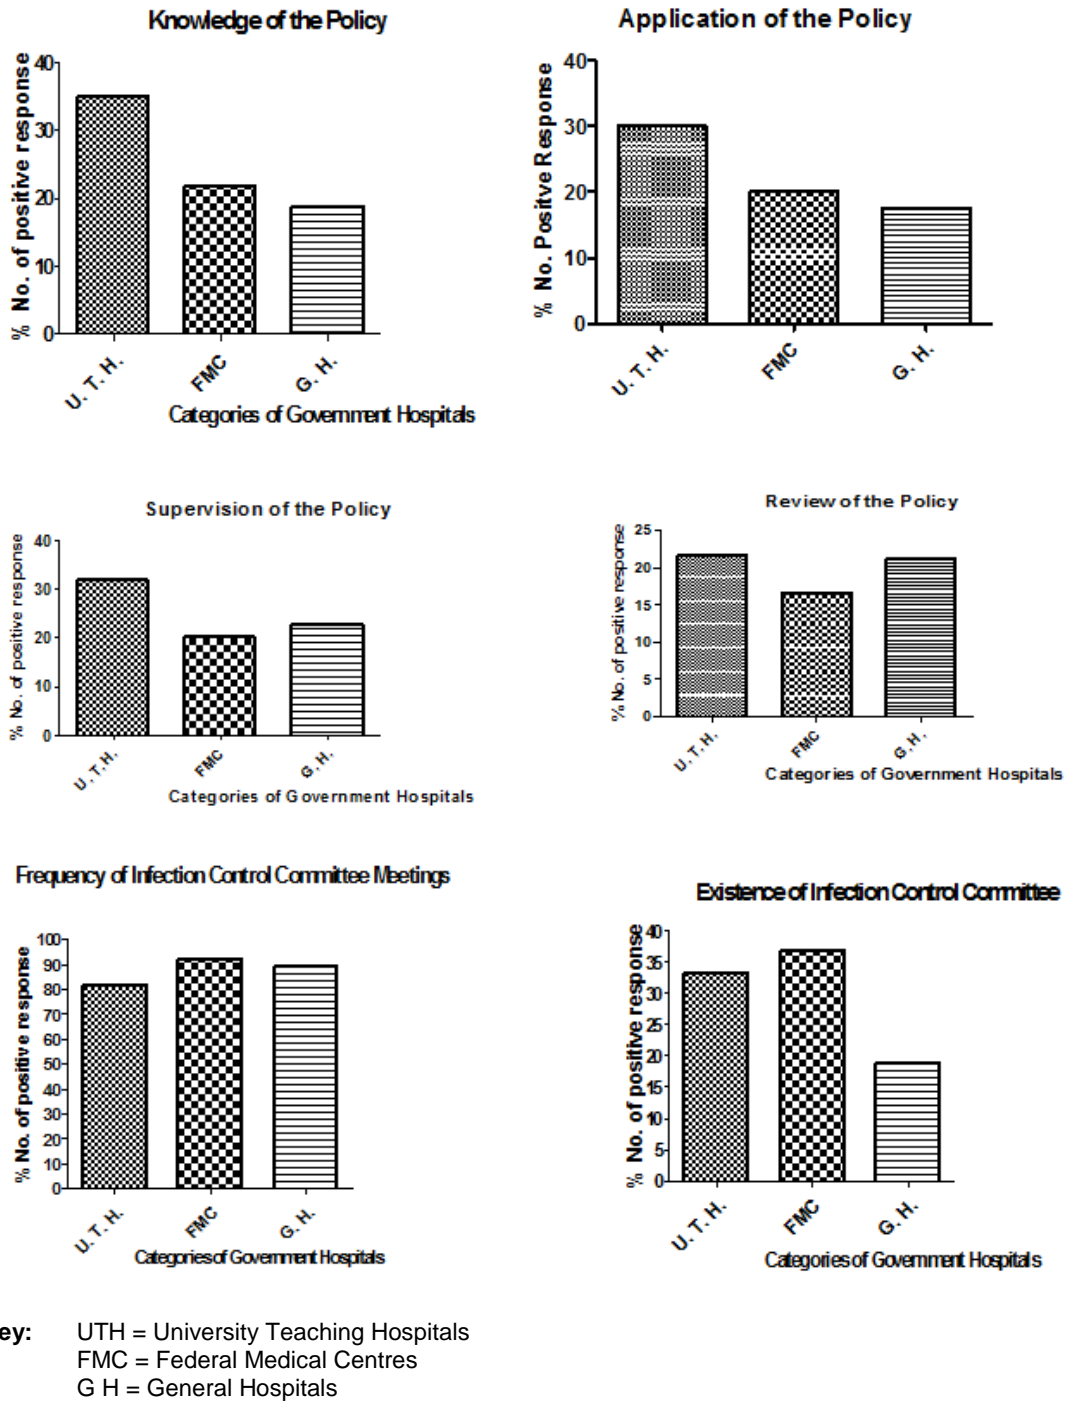 Knowledge of the Policy
% No. of positive response
40
30
20
10
0
U. T. H.
FMC
G. H.
Categories of Government Hospitals
Application of the Policy
% No. Positve Response
40
30
20
10
0
U. T. H.
FMC
G. H.
Supervision of the Policy
% No. of positive response
40
30
20
10
0
U. T. H.
FMC
G. H.
Categories of Government Hospitals
Review of the Policy
% No. of positive response
25
20
15
10
5
0
U. T. H.
FMC
G. H.
Categories of Government Hospitals
Frequency of Infection Control Committee Meetings
% No. of positive response
100
90
80
70
60
50
40
30
20
10
0
U. T. H.
FMC
G. H.
Categories of Government Hospitals
Existence of Infection Control Committee
% No. of positive response
40
35
30
25
20
15
10
5
0
U. T. H.
FMC
G. H.
Categories of Government Hospitals
ey: UTH = University Teaching Hospitals
FMC = Federal Medical Centres
G H = General Hospitals